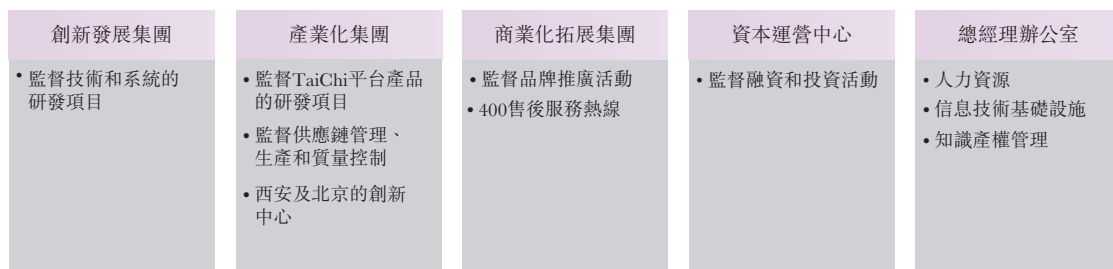 創新發展集團
• 監督技術和系統的
研發項目
產業化集團
• 監督TaiChi平台產品
的研發項目
• 監督供應鏈管理、
生產和質量控制
• 西安及北京的創新
中心
商業化拓展集團
• 監督品牌推廣活動
• 400售後服務熱線
資本運營中心
• 監督融資和投資活動
總經理辦公室
• 人力資源
• 信息技術基礎設施
• 知識產權管理